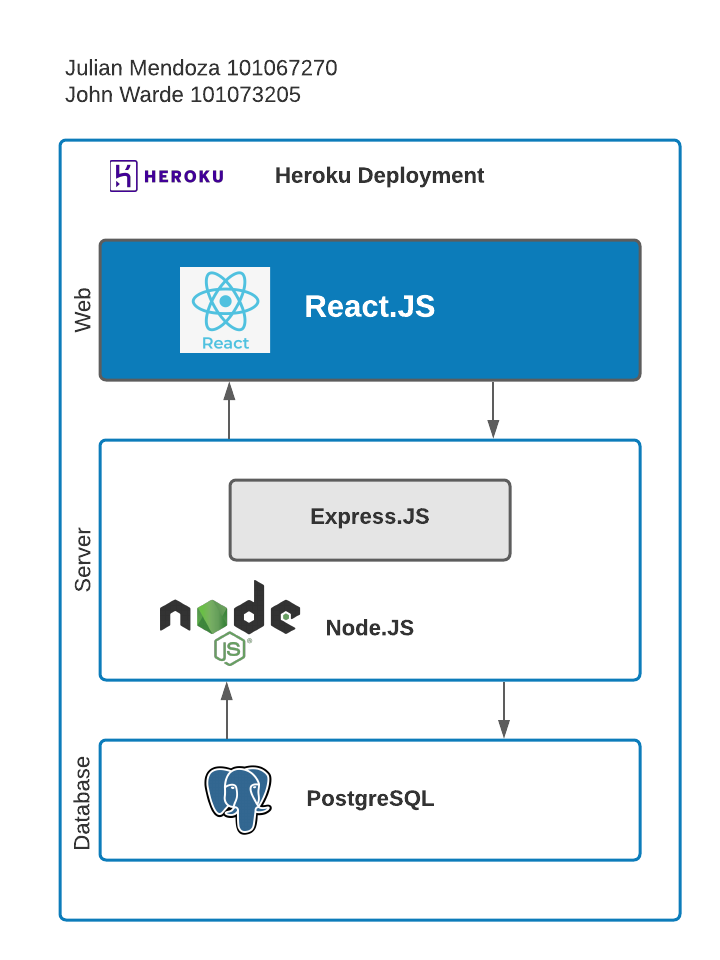 Julian Mendoza 101067270
John Warde 101073205
HEROKU
Heroku Deployment
Web
React
React.JS
Server
Express.JS
node
JS
®
Node.JS
Database
PostgreSQL